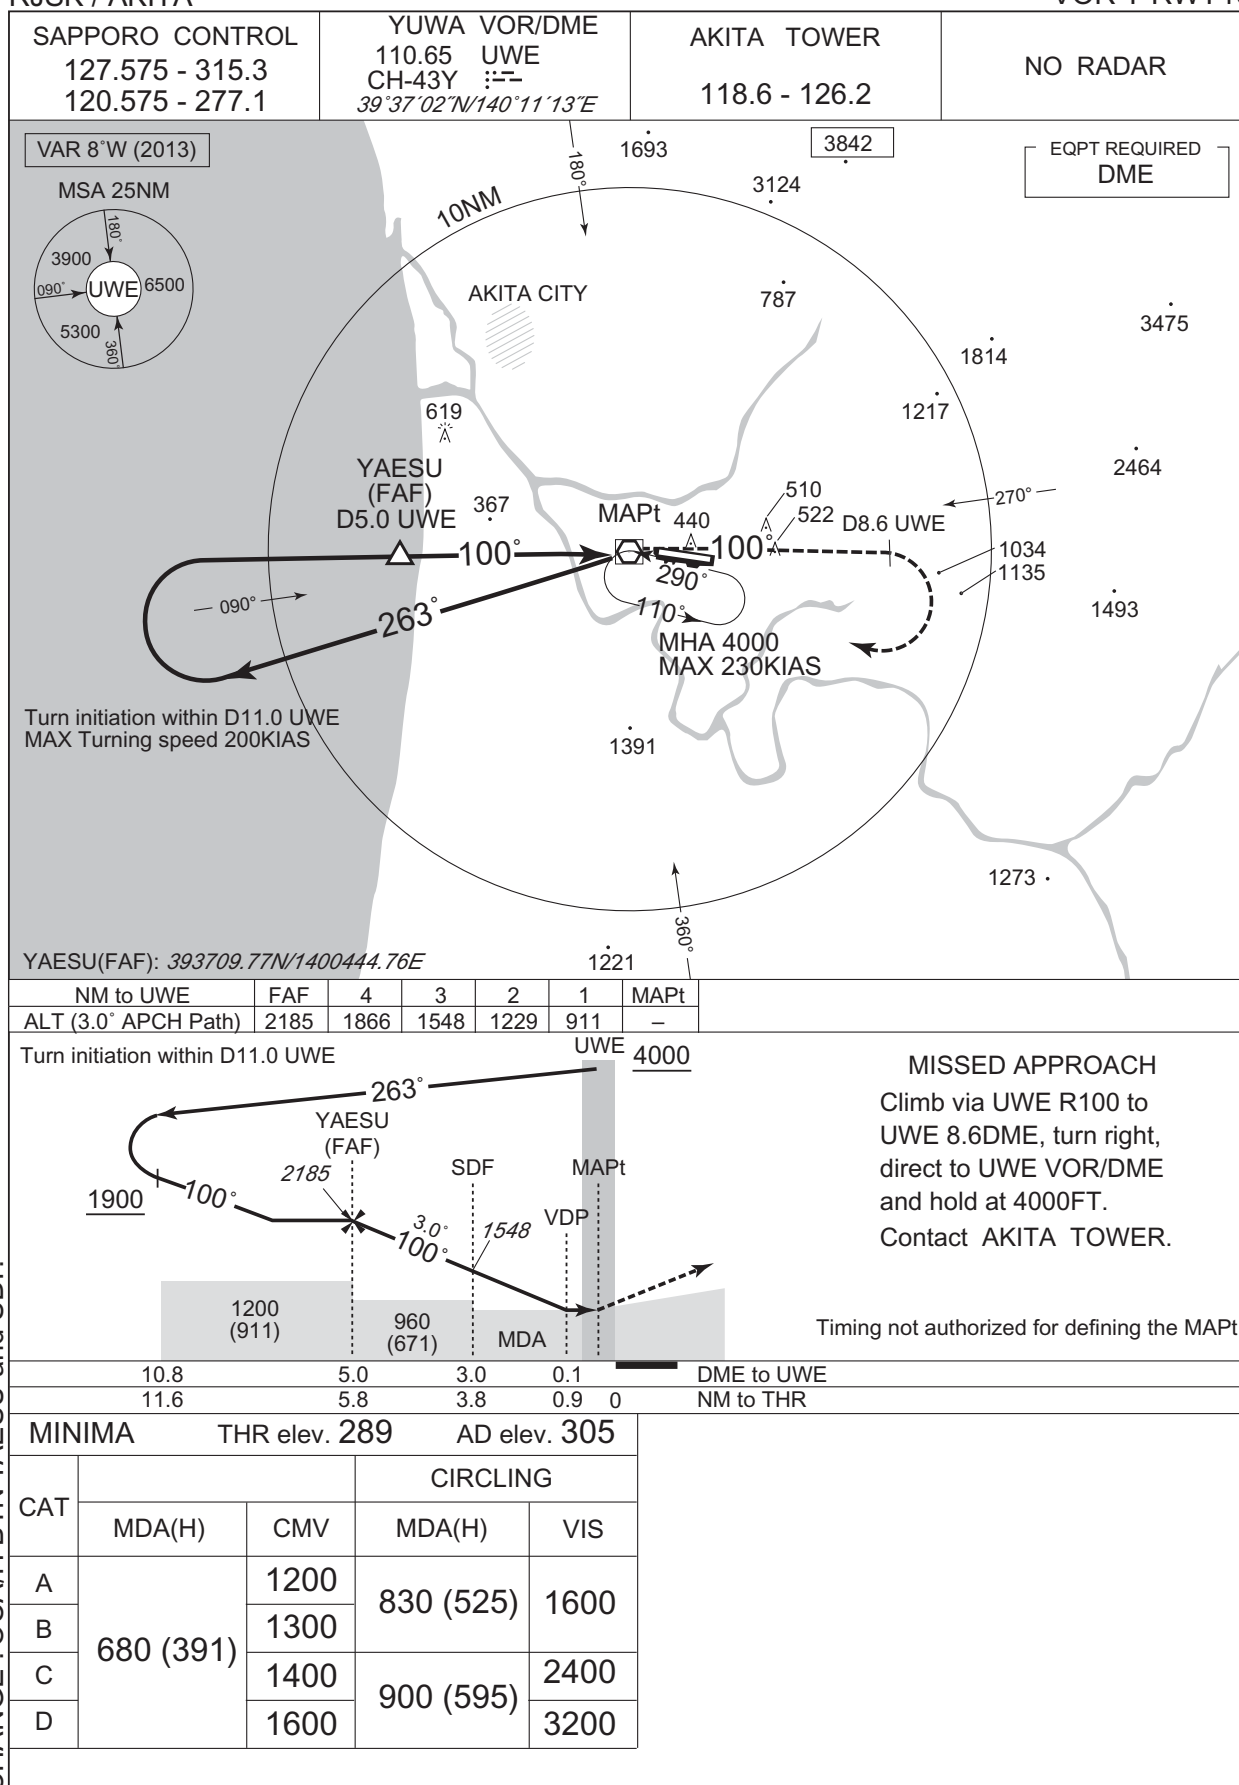 SAPPORO CONTROL
127.575 - 315.3
120.575 - 277.1
YUWA VOR/DME
110.65 UWE
CH-43Y
39°37´02˝N/140°11´13˝E
AKITA TOWER
118.6 - 126.2
NO RADAR
VAR 8°W (2013)
MSA 25NM
180°
3900
090°
UWE
6500
5300
360°
EQPT REQUIRED
DME
180°
1693
3842
3124
10NM
AKITA CITY
787
3475
1814
1217
619
2464
YAESU
(FAF)
D5.0 UWE
367
MAPt
440
510
522
D8.6 UWE
270°
100°
100°
1034
1135
290°
090°
263°
110°
1493
MHA 4000
MAX 230KIAS
Turn initiation within D11.0 UWE
MAX Turning speed 200KIAS
1391
1273
360°
YAESU(FAF): 393709.77N/1400444.76E
1221
NM to UWE FAF 4 3 2 1 MAPt
ALT (3.0° APCH Path) 2185 1866 1548 1229 911 –
Turn initiation within D11.0 UWE
UWE
4000
263°
YAESU
(FAF)
2185
SDF
MAPt
1900
100°
VDP
3.0°
100°
1548
1200
(911)
960
(671)
MDA
MISSED APPROACH
Climb via UWE R100 to
UWE 8.6DME, turn right,
direct to UWE VOR/DME
and hold at 4000FT.
Contact AKITA TOWER.
Timing not authorized for defining the MAPt
10.8 5.0 3.0 0.1 DME to UWE
11.6 5.8 3.8 0.9 0 NM to THR
MINIMA THR elev. 289 AD elev. 305
CAT
CIRCLING
MDA(H) CMV MDA(H) VIS
A 1200
830 (525) 1600
B 1300
680 (391)
C 1400 2400
900 (595)
D 1600 3200